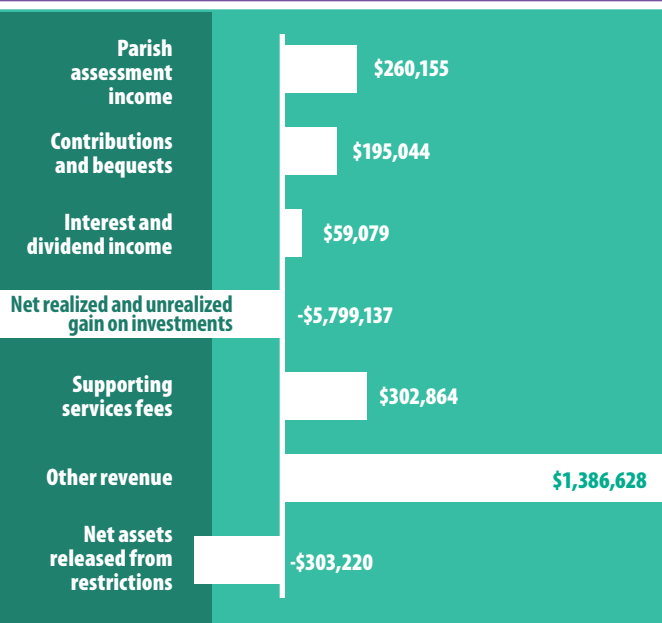 Parish
assessment
income
$260,155
Contributions
and bequests
$195,044
Interest and
dividend income
$59,079
Net realized and unrealized
gain on investments
-$5,799,137
Supporting
services fees
$302,864
Other revenue
$1,386,628
Net assets
released from
restrictions
-$303,220